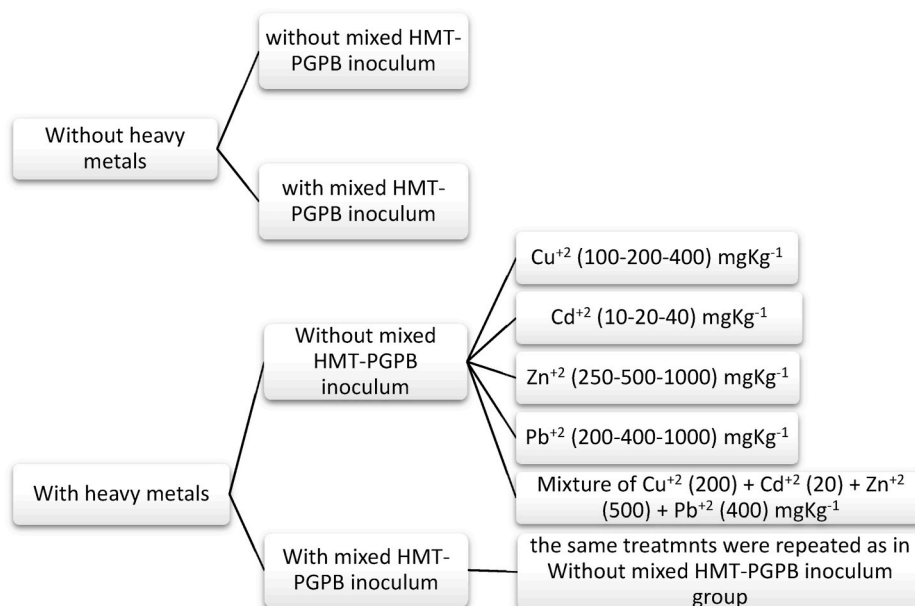 without mixed HMT-
PGPB inoculum
Without heavy
metals
with mixed HMT-
PGPB inoculum
Cu⁺² (100-200-400) mgKg⁻¹
Cd⁺² (10-20-40) mgKg⁻¹
Without mixed
HMT-PGPB
inoculum
Zn⁺² (250-500-1000) mgKg⁻¹
Pb⁺² (200-400-1000) mgKg⁻¹
Mixture of Cu⁺² (200) + Cd⁺² (20) + Zn⁺²
(500) + Pb⁺² (400) mgKg⁻¹
With heavy metals
With mixed HMT-
PGPB inoculum
the same treatmnts were repeated as in
Without mixed HMT-PGPB inoculum
group